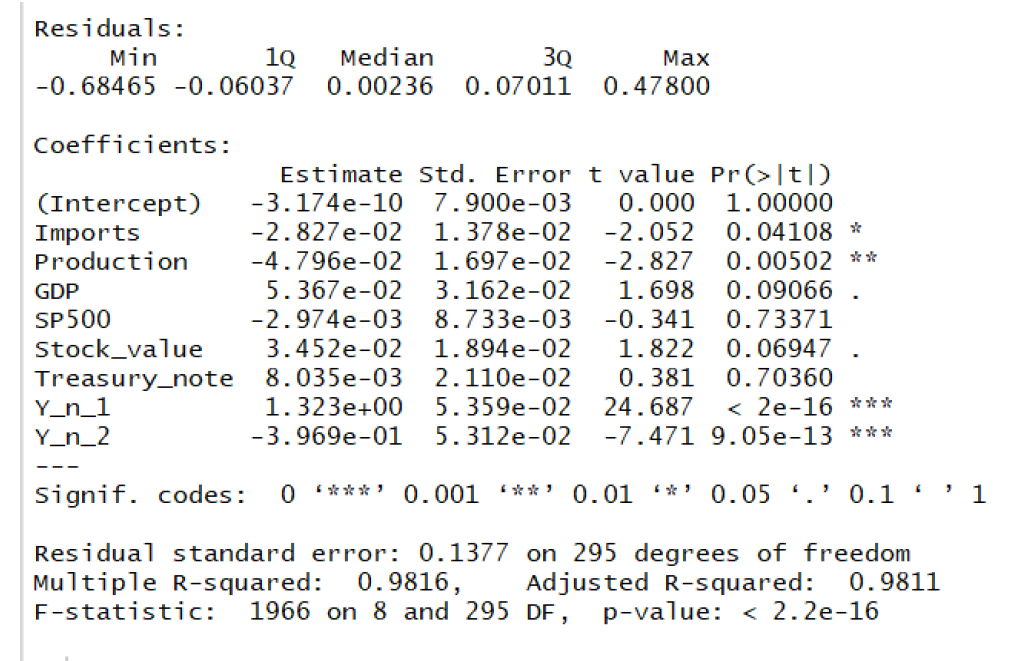 Residuals:
     Min       1Q   Median       3Q      Max
-0.68465 -0.06037  0.00236  0.07011  0.47800
Coefficients:
                Estimate Std. Error t value Pr(>|t|)
(Intercept)   -3.174e-10  7.900e-03   0.000  1.00000
Imports       -2.827e-02  1.378e-02  -2.052  0.04108 *
Production    -4.796e-02  1.697e-02  -2.827  0.00502 **
GDP            5.367e-02  3.162e-02   1.698  0.09066 .
SP500         -2.974e-03  8.733e-03  -0.341  0.73371
Stock_value    3.452e-02  1.894e-02   1.822  0.06947 .
Treasury_note  8.035e-03  2.110e-02   0.381  0.70360
Y_n_1          1.323e+00  5.359e-02  24.687  < 2e-16 ***
Y_n_2         -3.969e-01  5.312e-02  -7.471 9.05e-13 ***
---
Signif. codes:  0 ‘***’ 0.001 ‘**’ 0.01 ‘*’ 0.05 ‘.’ 0.1 ‘ ’ 1
Residual standard error: 0.1377 on 295 degrees of freedom
Multiple R-squared:  0.9816,    Adjusted R-squared:  0.9811
F-statistic:  1966 on 8 and 295 DF,  p-value: < 2.2e-16